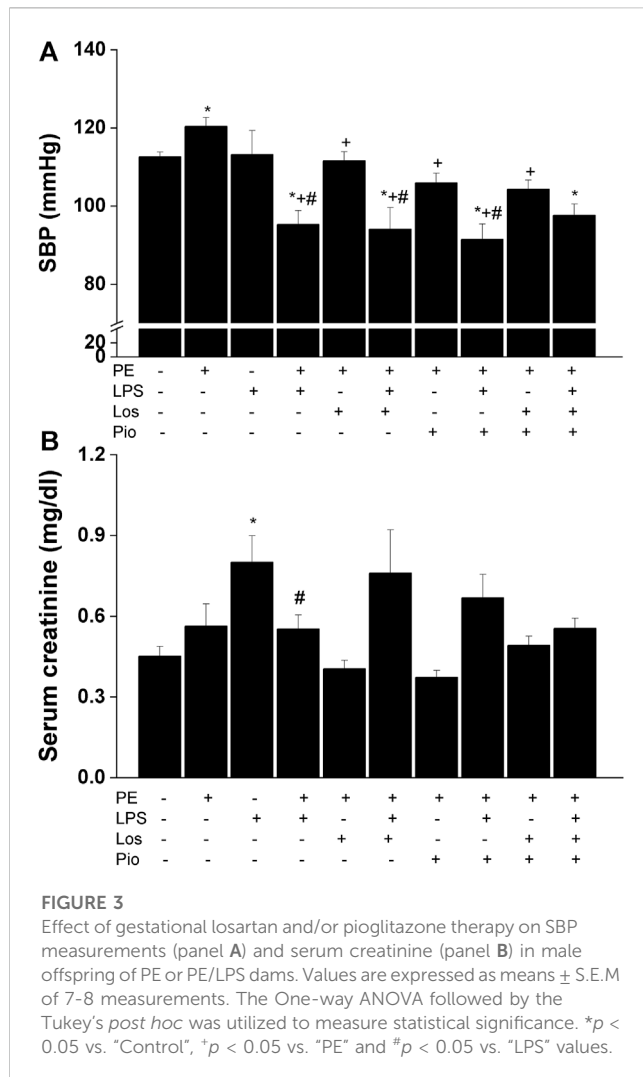 A
140
120
100
80
20
0
SBP (mmHg)
*
+
*+#
*+#
+
*+#
+
*
PE - + - + + + + + + +
LPS - - + + - + - + - +
Los - - - - + + - - + +
Pio - - - - - - + + + +
B
1.2
0.9
0.6
0.3
0.0
Serum creatinine (mg/dl)
*
#
PE - + - + + + + + + +
LPS - - + + - + - + - +
Los - - - - + + - - + +
Pio - - - - - - + + + +
FIGURE 3
Effect of gestational losartan and/or pioglitazone therapy on SBP
measurements (panel A) and serum creatinine (panel B) in male
offspring of PE or PE/LPS dams. Values are expressed as means ± S.E.M
of 7-8 measurements. The One-way ANOVA followed by the
Tukey's post hoc was utilized to measure statistical significance. *p <
0.05 vs. "Control", +p < 0.05 vs. "PE" and #p < 0.05 vs. "LPS" values.